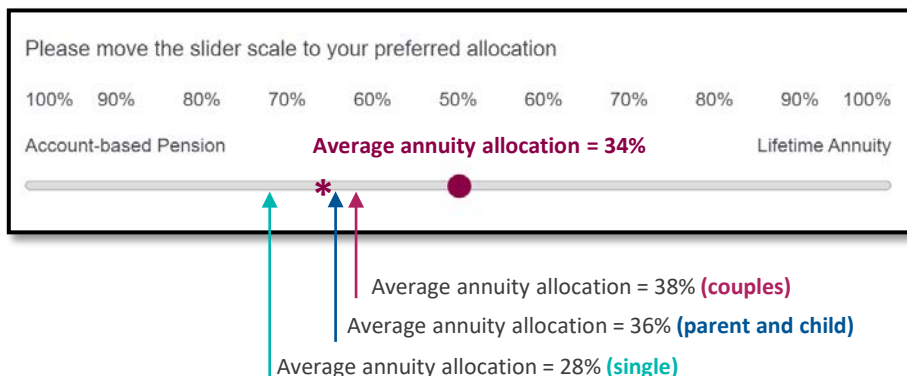 Please move the slider scale to your preferred allocation
100% 90% 80% 70% 60% 50% 60% 70% 80% 90% 100%
Account-based Pension Average annuity allocation = 34% Lifetime Annuity
*
Average annuity allocation = 38% (couples)
Average annuity allocation = 36% (parent and child)
Average annuity allocation = 28% (single)